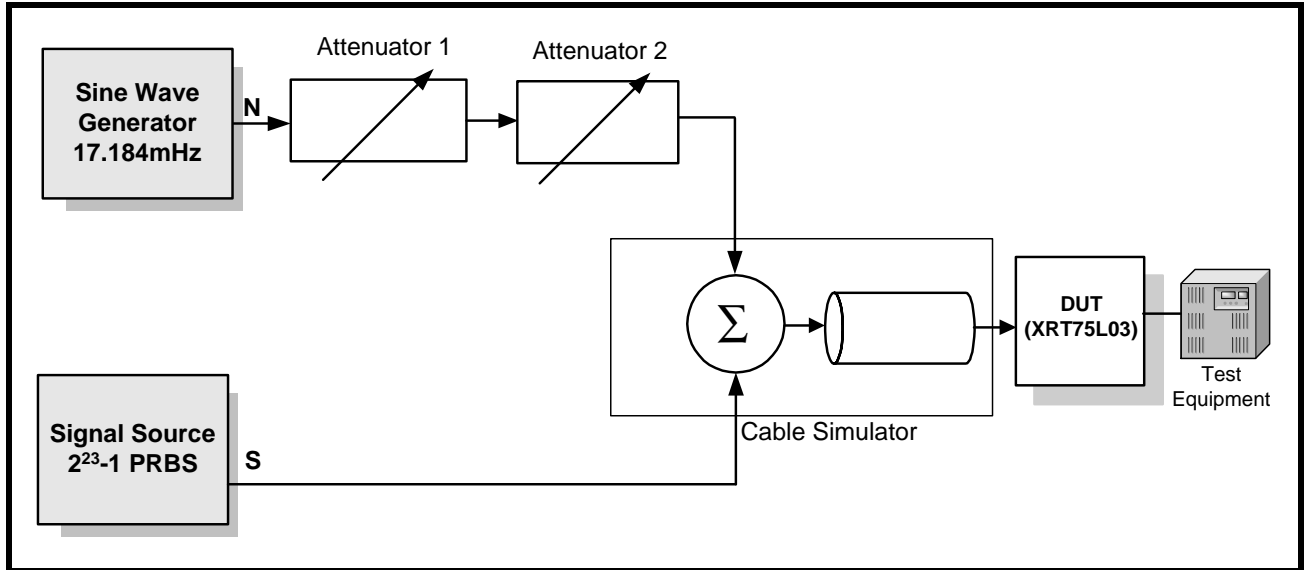 Attenuator 1
Attenuator 2
Sine Wave
Generator
17.184mHz
N
Σ
DUT
(XRT75L03)
Test
Equipment
Cable Simulator
Signal Source
2²³-1 PRBS
S